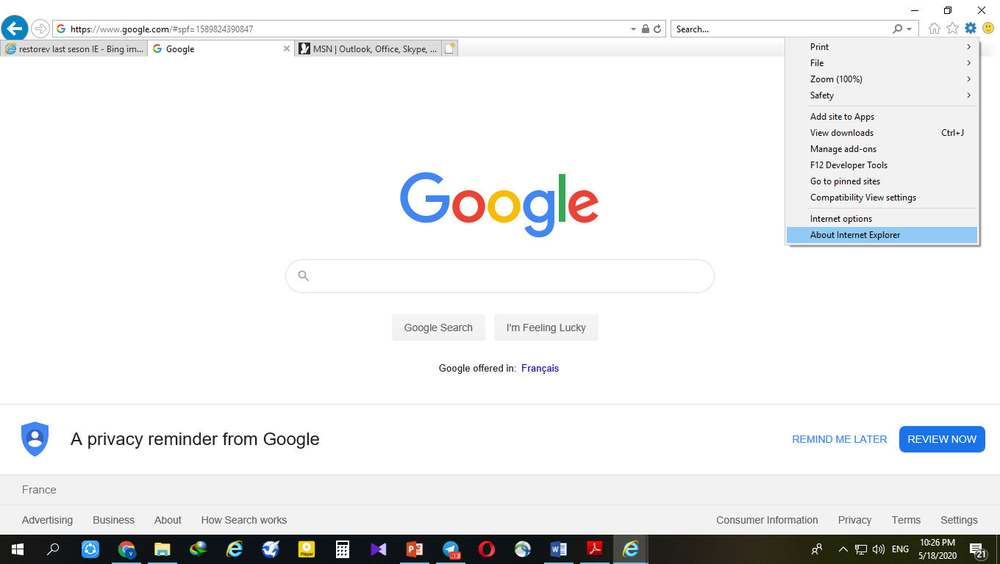 https://www.google.com/#spf=1589824390847
Search...
restorev last seson IE - Bing im...
Google
MSN | Outlook, Office, Skype, ...
Print
File
Zoom (100%)
Safety
Add site to Apps
View downloads Ctrl+J
Manage add-ons
F12 Developer Tools
Go to pinned sites
Compatibility View settings
Internet options
About Internet Explorer
Google
Google Search
I'm Feeling Lucky
Google offered in: Français
A privacy reminder from Google
REMIND ME LATER
REVIEW NOW
France
Advertising Business About How Search works
Consumer Information Privacy Terms Settings
V
Player
13
ENG
10:26 PM
5/18/2020
21